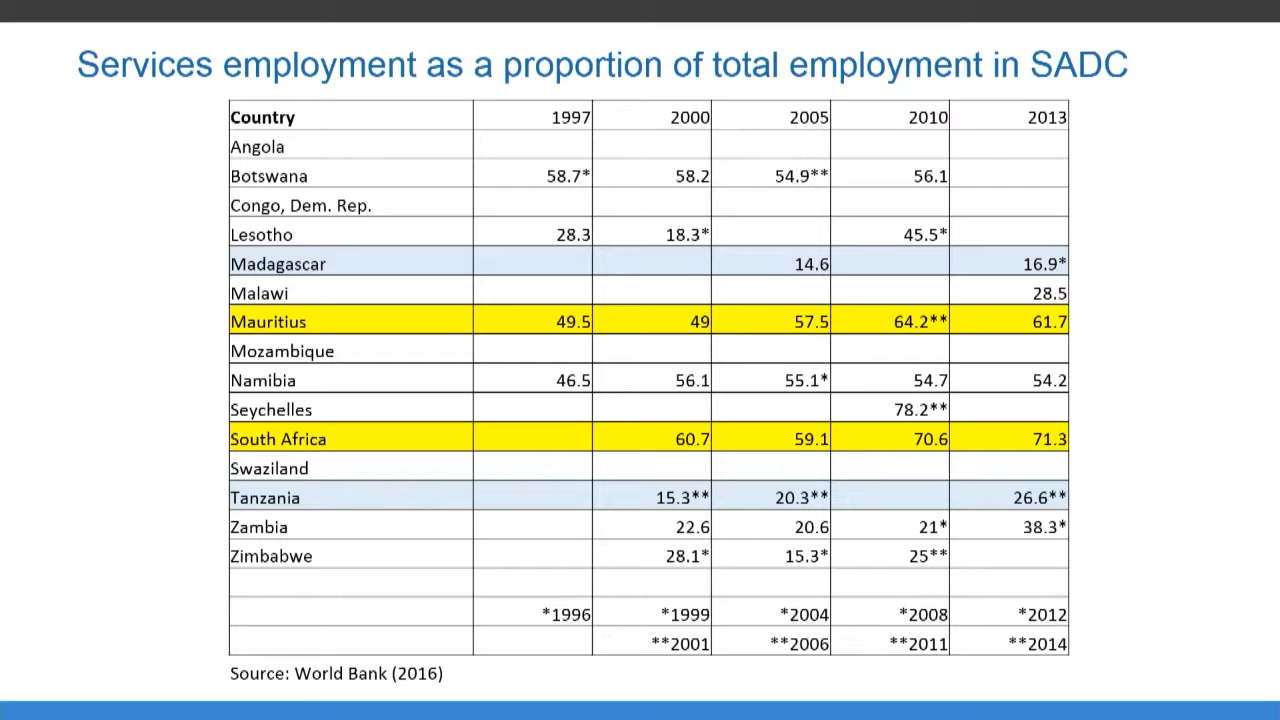 Services employment as a proportion of total employment in SADC
Country 1997 2000 2005 2010 2013
Angola
Botswana 58.7* 58.2 54.9** 56.1
Congo, Dem. Rep.
Lesotho 28.3 18.3* 45.5*
Madagascar 14.6 16.9*
Malawi 28.5
Mauritius 49.5 49 57.5 64.2** 61.7
Mozambique
Namibia 46.5 56.1 55.1* 54.7 54.2
Seychelles 78.2**
South Africa 60.7 59.1 70.6 71.3
Swaziland
Tanzania 15.3** 20.3** 26.6**
Zambia 22.6 20.6 21* 38.3*
Zimbabwe 28.1* 15.3* 25**
*1996 *1999 *2004 *2008 *2012
**2001 **2006 **2011 **2014
Source: World Bank (2016)